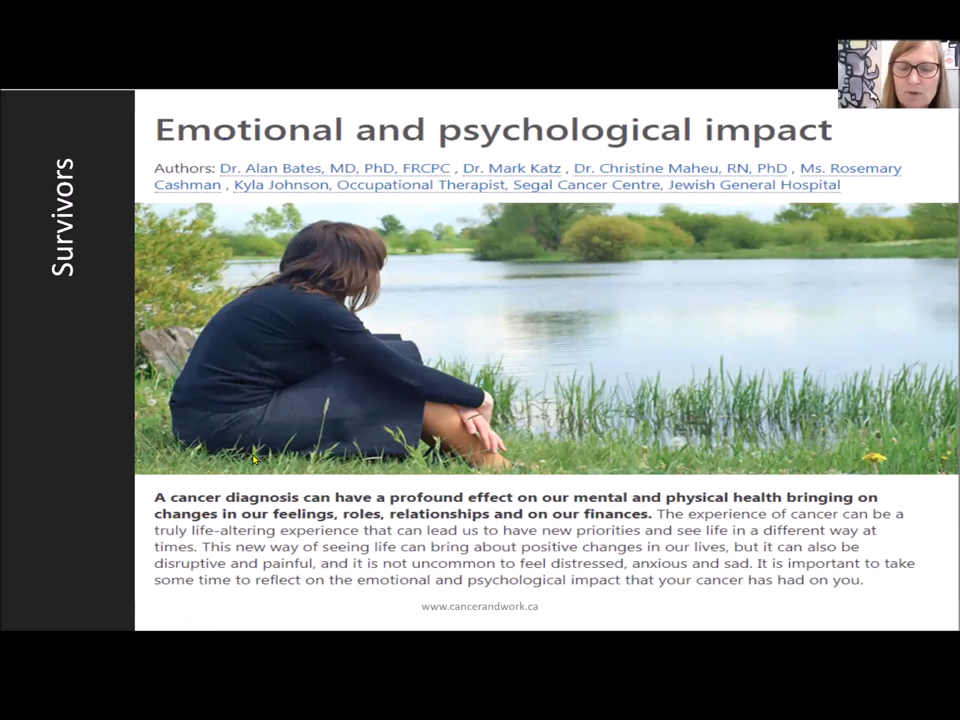 Survivors
Emotional and psychological impact
Authors: Dr. Alan Bates, MD, PhD, FRCPC , Dr. Mark Katz , Dr. Christine Maheu, RN, PhD , Ms. Rosemary
Cashman , Kyla Johnson, Occupational Therapist, Segal Cancer Centre, Jewish General Hospital
A cancer diagnosis can have a profound effect on our mental and physical health bringing on
changes in our feelings, roles, relationships and on our finances. The experience of cancer can be a
truly life-altering experience that can lead us to have new priorities and see life in a different way at
times. This new way of seeing life can bring about positive changes in our lives, but it can also be
disruptive and painful, and it is not uncommon to feel distressed, anxious and sad. It is important to take
some time to reflect on the emotional and psychological impact that your cancer has had on you.
www.cancerandwork.ca